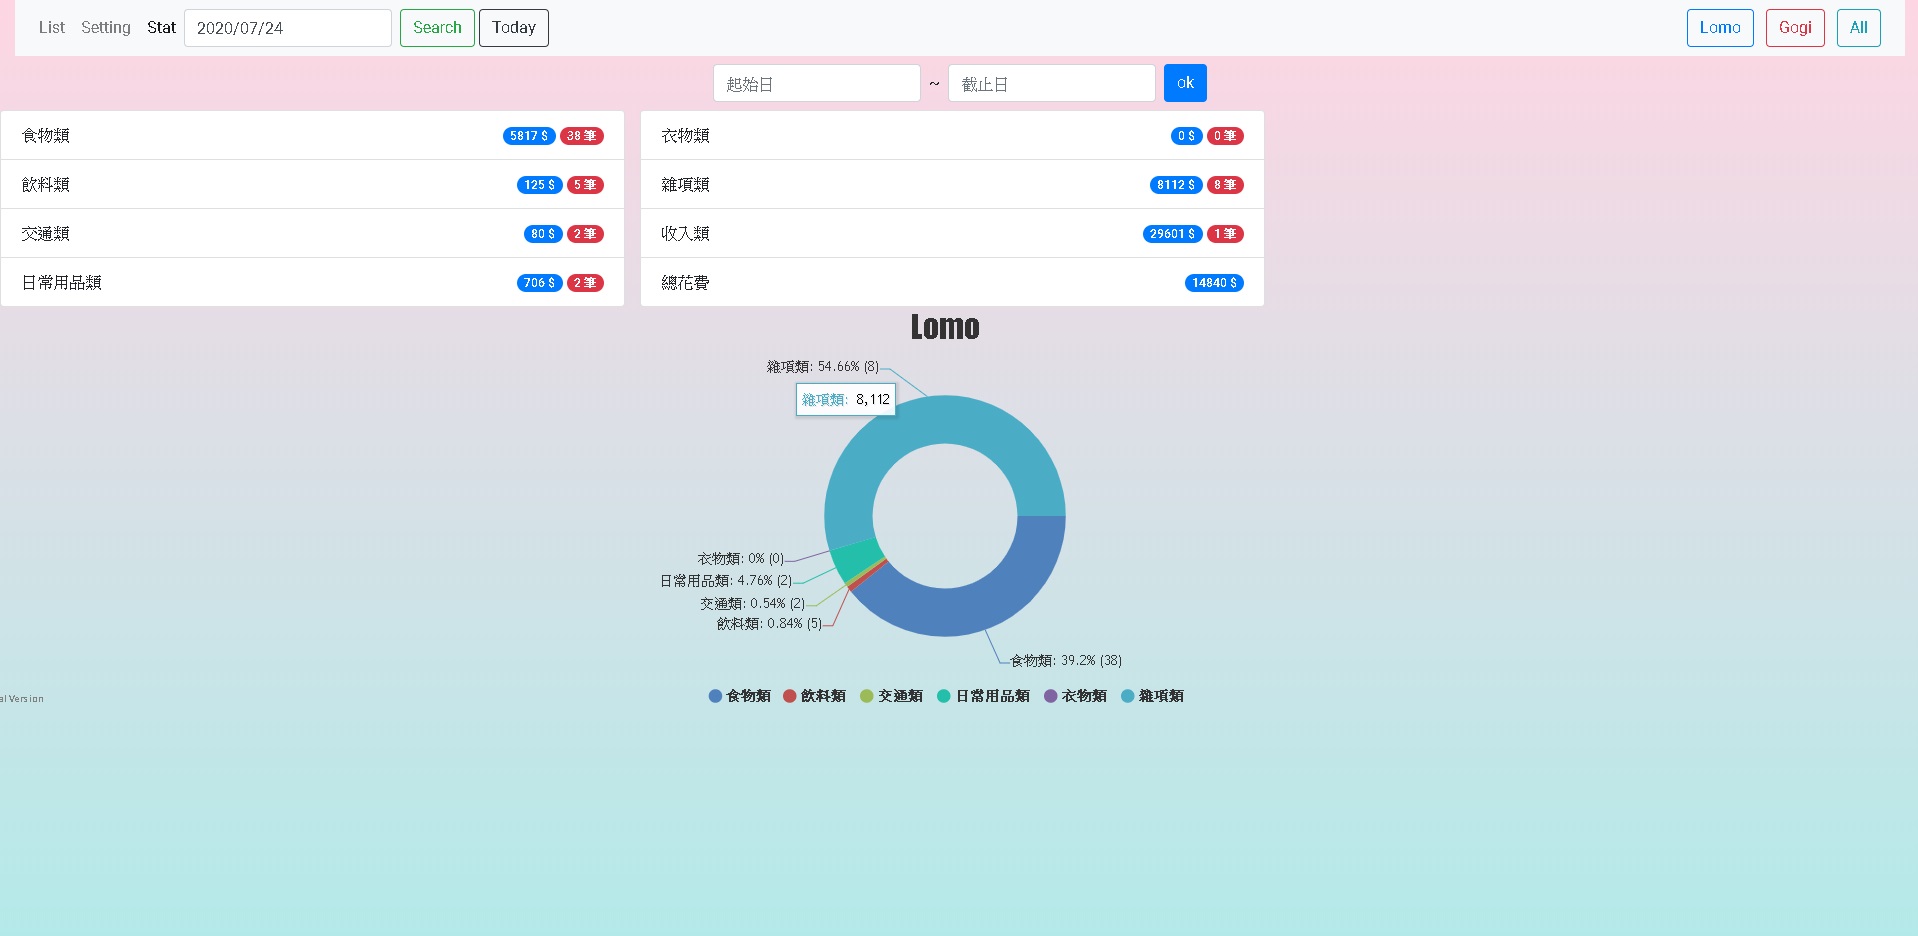 List Setting Stat 2020/07/24 Search Today Lomo Gogi All
起始日 ~ 截止日 ok
食物類 5817 $ 38 筆
飲料類 125 $ 5 筆
交通類 80 $ 2 筆
日常用品類 706 $ 2 筆
衣物類 0 $ 0 筆
雜項類 8112 $ 8 筆
收入類 29601 $ 1 筆
總花費 14840 $
Lomo
雜項類: 54.66% (8)
雜項類: 8,112
衣物類: 0% (0)
日常用品類: 4.76% (2)
交通類: 0.54% (2)
飲料類: 0.84% (5)
食物類: 39.2% (38)
食物類 飲料類 交通類 日常用品類 衣物類 雜項類
al Version